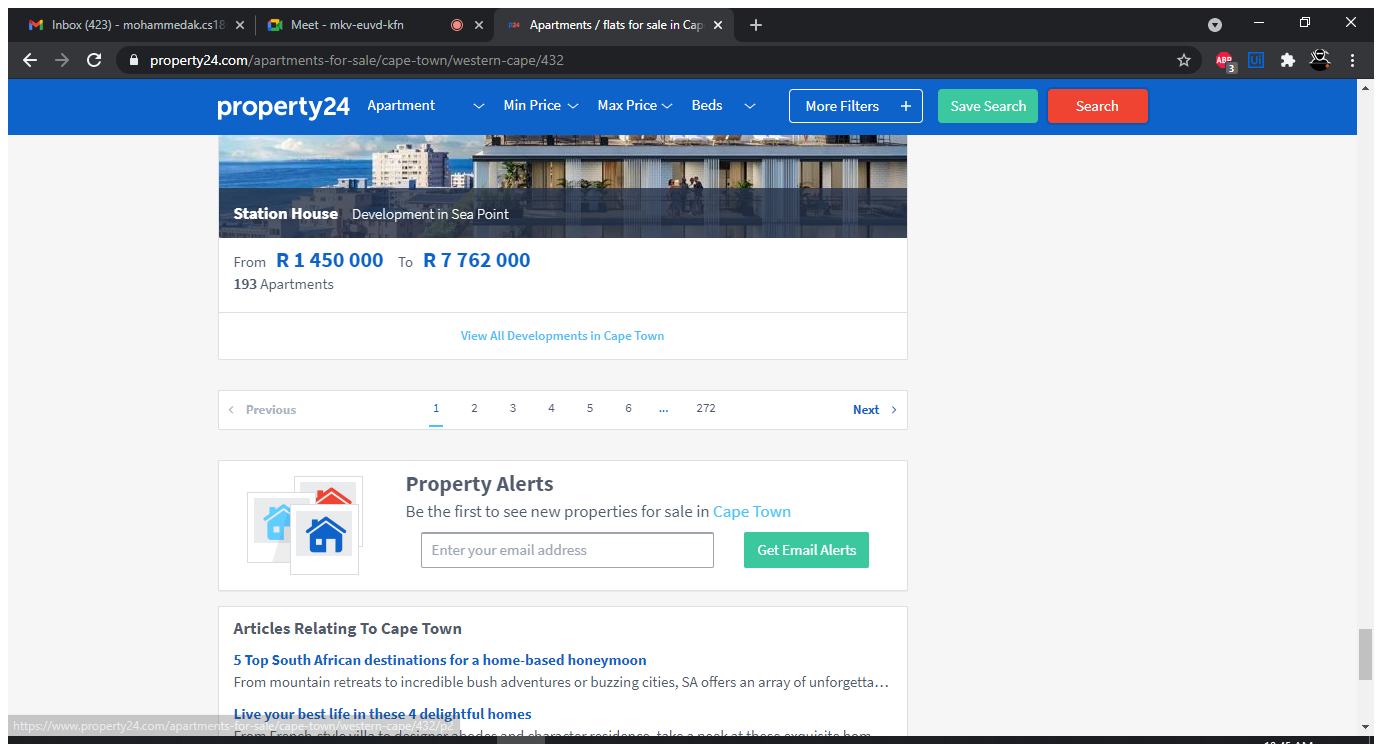 Inbox (423) - mohammedak.cs18
Meet - mkv-euvd-kfn
Apartments / flats for sale in Cap
property24.com/apartments-for-sale/cape-town/western-cape/432
ABP 3
property24 Apartment Min Price Max Price Beds More Filters + Save Search Search
Station House Development in Sea Point
From R 1 450 000 To R 7 762 000
193 Apartments
View All Developments in Cape Town
Previous 1 2 3 4 5 6 ... 272 Next
Property Alerts
Be the first to see new properties for sale in Cape Town
Enter your email address Get Email Alerts
Articles Relating To Cape Town
5 Top South African destinations for a home-based honeymoon
From mountain retreats to incredible bush adventures or buzzing cities, SA offers an array of unforgetta…
Live your best life in these 4 delightful homes
https://www.property24.com/apartments-for-sale/cape-town/western-cape/432/p2
designer abodes and character residence, take a peek at these exquisite hom